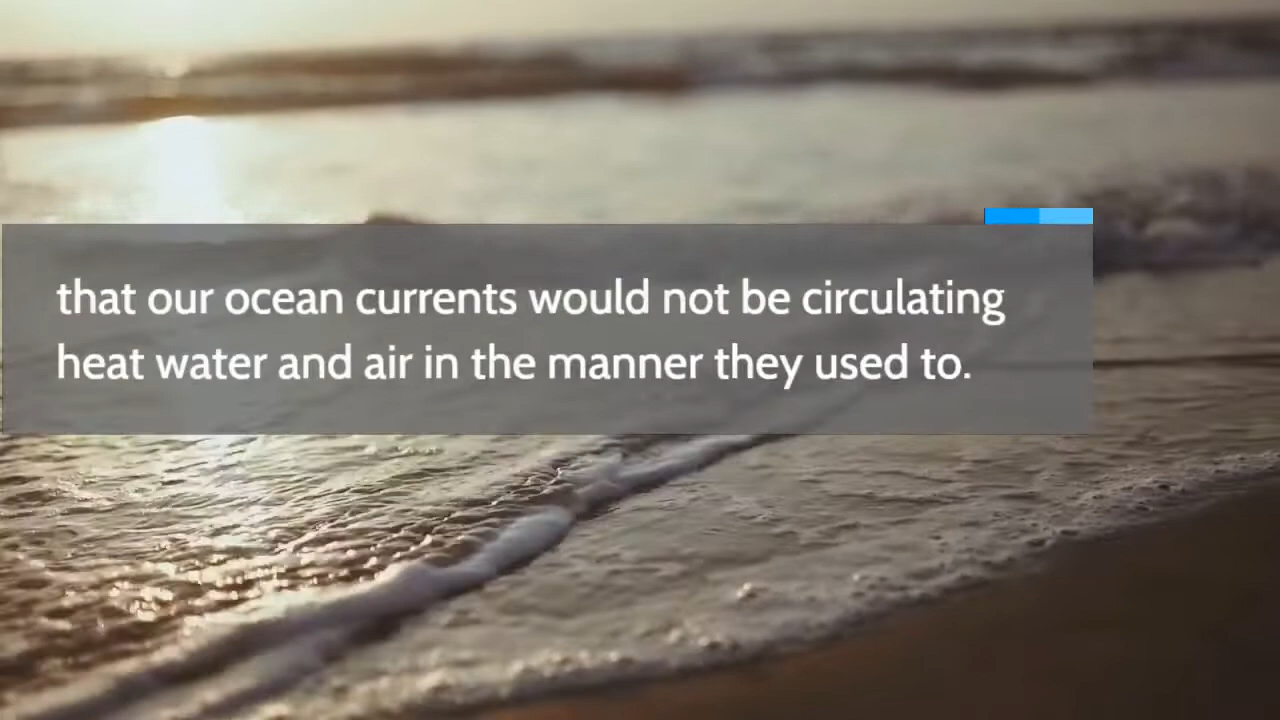 that our ocean currents would not be circulating
heat water and air in the manner they used to.